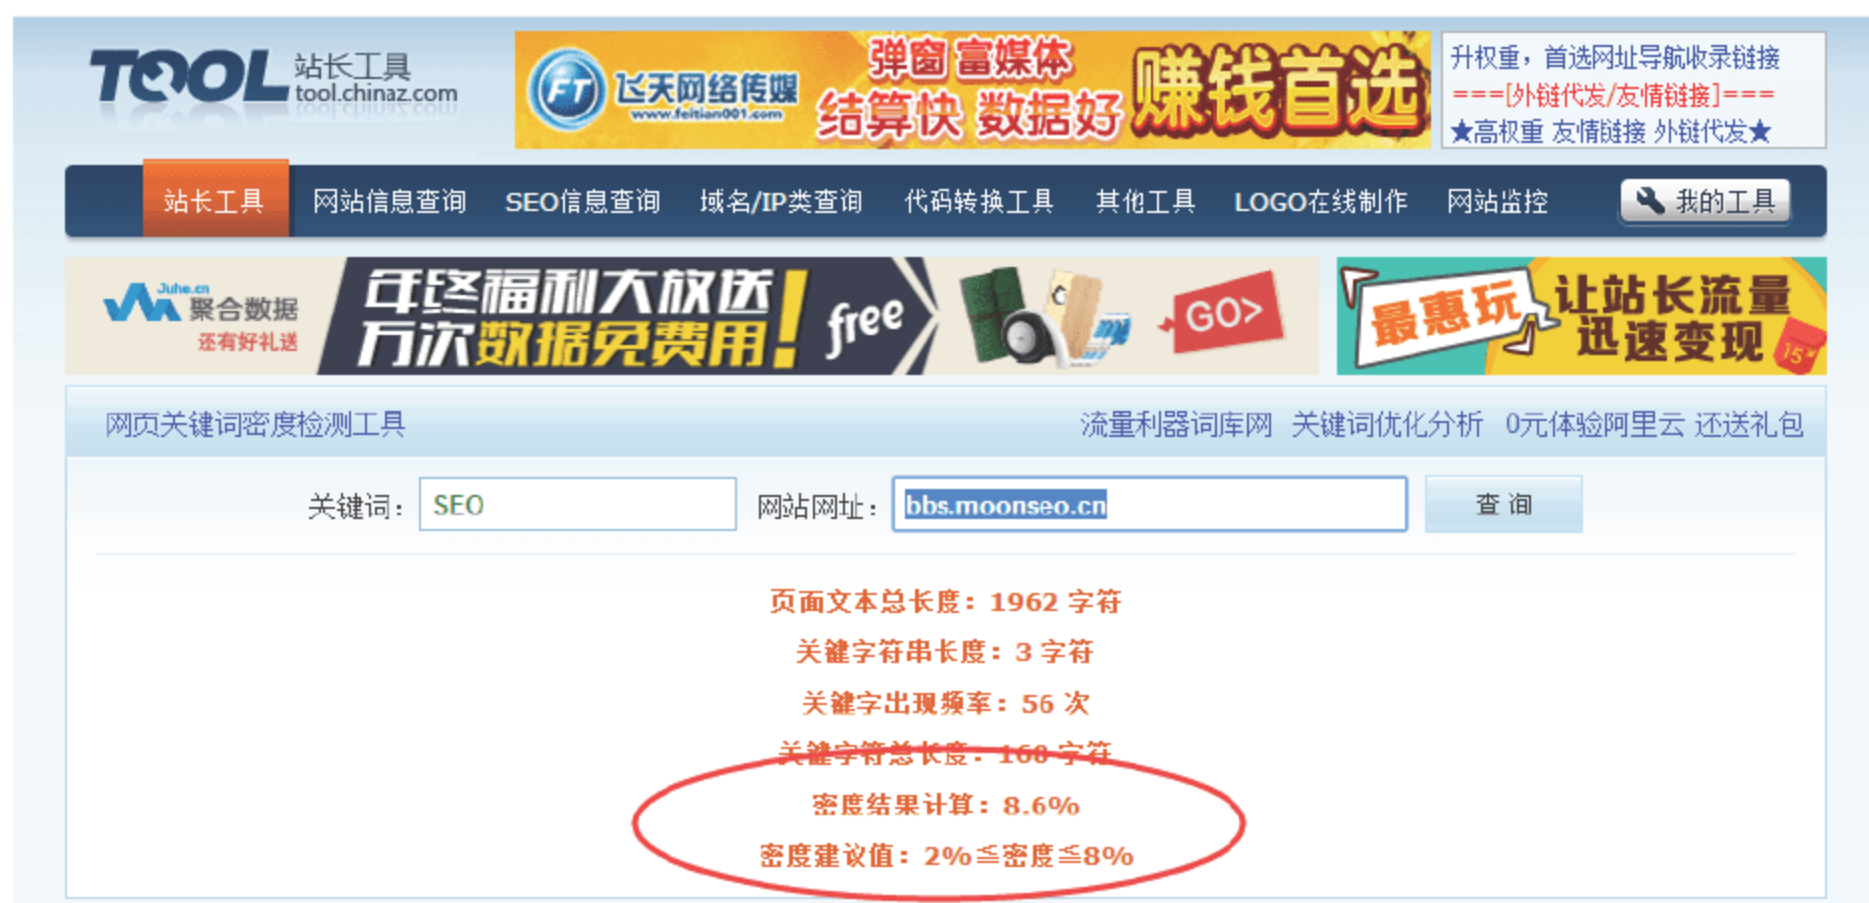 TOOL 站长工具
tool.chinaz.com
FT 飞天网络传媒
www.feitian001.com
弹窗 富媒体
结算快 数据好
赚钱首选
升权重，首选网址导航收录链接
===[外链代发/友情链接]===
★高权重 友情链接 外链代发★
站长工具 网站信息查询 SEO信息查询 域名/IP类查询 代码转换工具 其他工具 LOGO在线制作 网站监控 我的工具
Juhe.cn
聚合数据
还有好礼送
年终福利大放送
万次数据免费用!
free
GO>
最惠玩
让站长流量
迅速变现
15
网页关键词密度检测工具 流量利器词库网 关键词优化分析 0元体验阿里云 还送礼包
关键词： SEO 网站网址： bbs.moonseo.cn 查 询
页面文本总长度：1962 字符
关键字符串长度：3 字符
关键字出现频率：56 次
关键字符总长度：168 字符
密度结果计算：8.6%
密度建议值：2%≦密度≦8%